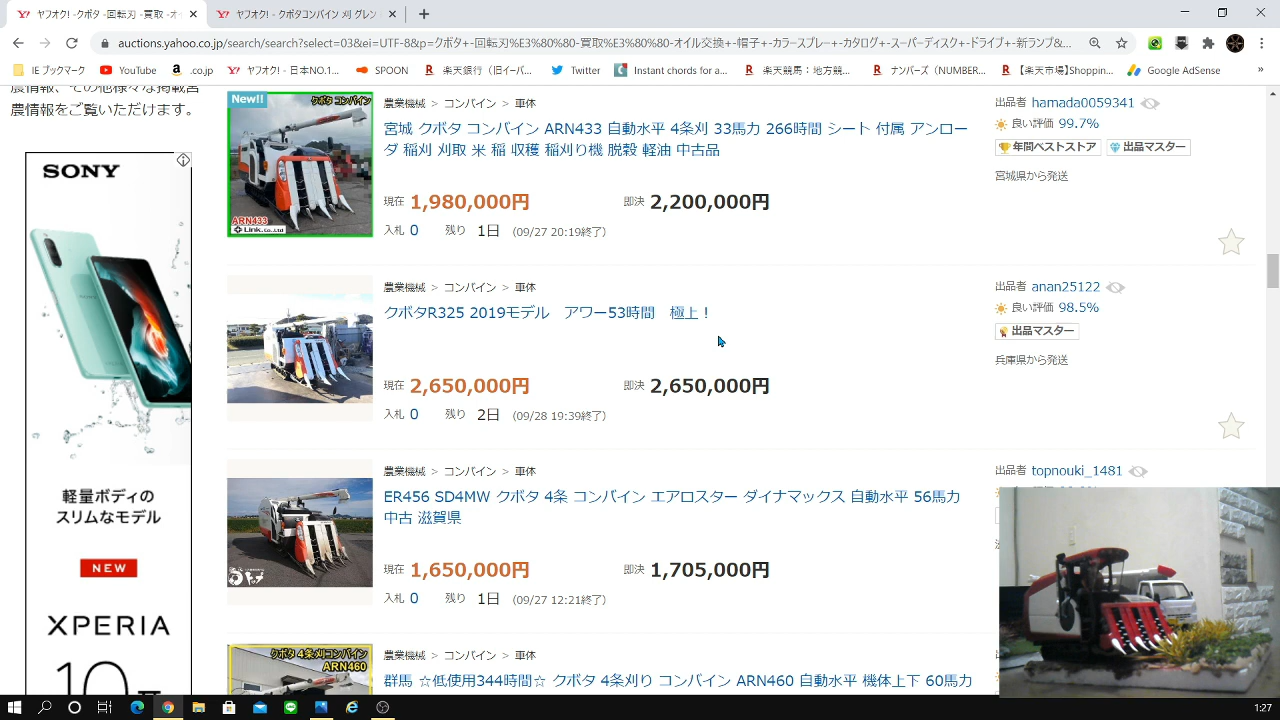 ヤフオク! -クボタ -回転刃 -買取 -オイ
ヤフオク! - クボタコンバイン 刈 グレン
auctions.yahoo.co.jp/search/search?select=03&ei=UTF-8&p=クボタ+-回転刃%E3%80%80-買取%E3%80%80-オイル交換+-帽子+-カラースプレー+-カタログ+-スーパーディスク+-ドライブ+-新ランプ&...
IE ブックマーク
YouTube
.co.jp
ヤフオク! - 日本NO.1...
SPOON
楽天銀行（旧イーバ...
Twitter
Instant chords for a...
楽天競馬：地方競...
ナンバーズ（NUMBER...
【楽天市場】Shoppin...
Google AdSense
»
農情報をご覧いただけます。
SONY
軽量ボディの
スリムなモデル
NEW
XPERIA
New!!
クボタ コンバイン
ARN433
Link.Co.,Ltd
農業機械 > コンバイン > 車体
宮城 クボタ コンバイン ARN433 自動水平 4条刈 33馬力 266時間 シート 付属 アンロー
ダ 稲刈 刈取 米 稲 収穫 稲刈り機 脱穀 軽油 中古品
現在 1,980,000円 即決 2,200,000円
入札 0 残り 1日 (09/27 20:19終了)
出品者 hamada0059341
良い評価 99.7%
年間ベストストア 出品マスター
宮城県から発送
農業機械 > コンバイン > 車体
クボタR325 2019モデル　アワー53時間　極上！
現在 2,650,000円 即決 2,650,000円
入札 0 残り 2日 (09/28 19:39終了)
出品者 anan25122
良い評価 98.5%
出品マスター
兵庫県から発送
農業機械 > コンバイン > 車体
ER456 SD4MW クボタ 4条 コンバイン エアロスター ダイナマックス 自動水平 56馬力
中古 滋賀県
現在 1,650,000円 即決 1,705,000円
入札 0 残り 1日 (09/27 12:21終了)
出品者 topnouki_1481
クボタ 4条刈コンバイン
ARN460
農業機械 > コンバイン > 車体
群馬 ☆低使用344時間☆ クボタ 4条刈り コンバイン ARN460 自動水平 機体上下 60馬力
1:27